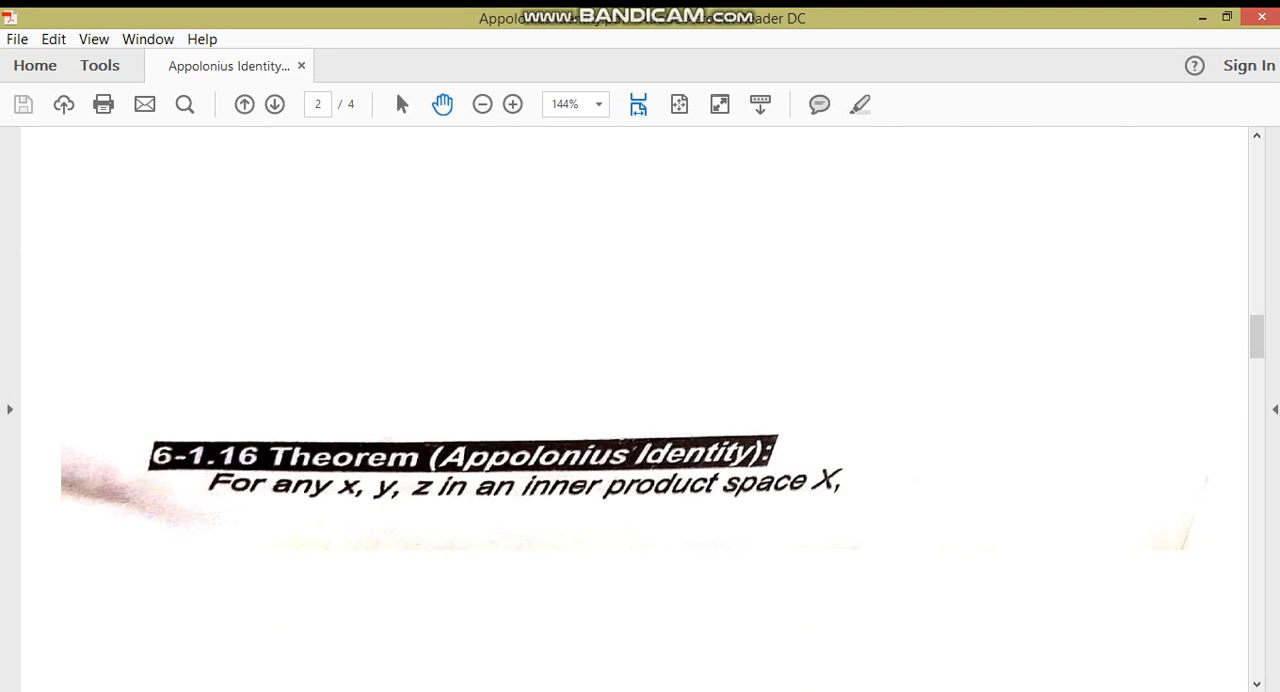 www.BANDICAM.com
Appolo
eader DC
File Edit View Window Help
Home Tools Appolonius Identity... × ? Sign In
2 / 4 144%
6-1.16 Theorem (Appolonius Identity):
For any x, y, z in an inner product space X,